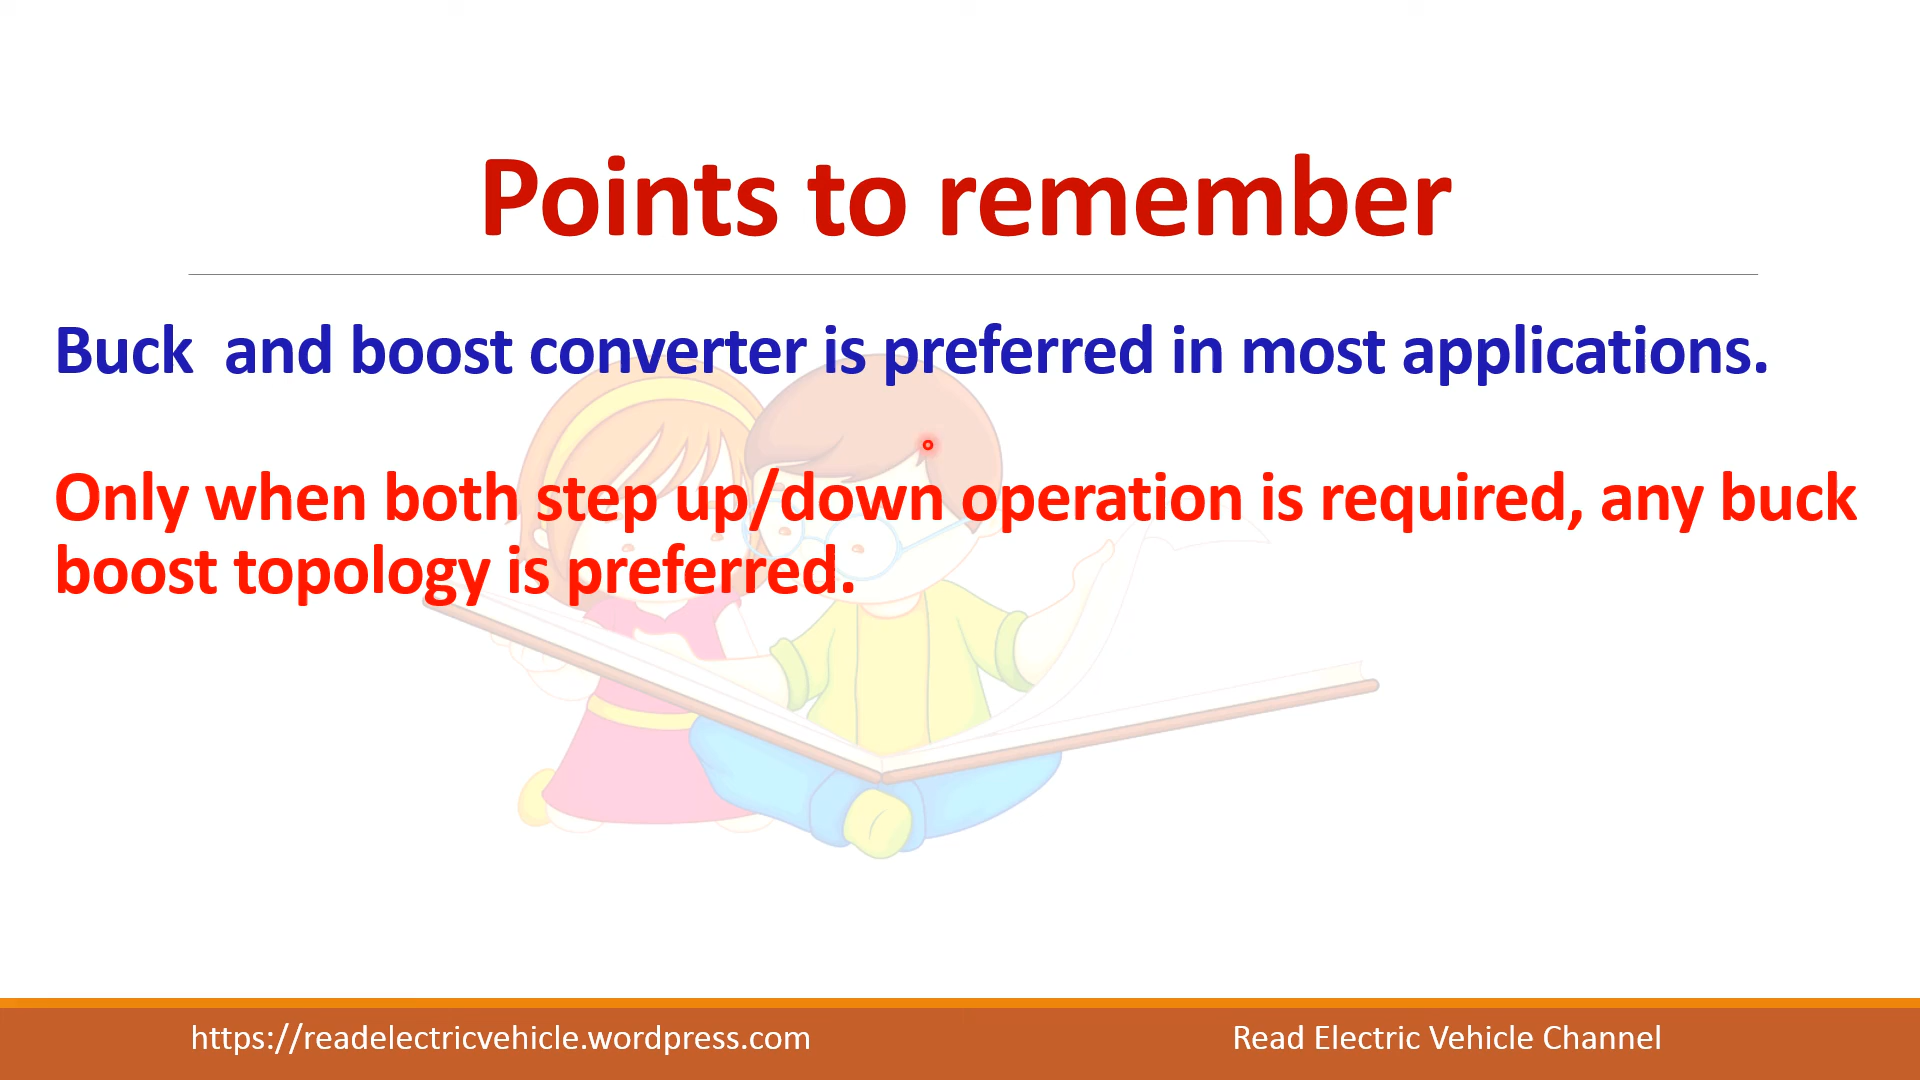 Points to remember
Buck  and boost converter is preferred in most applications.
Only when both step up/down operation is required, any buck
boost topology is preferred.
https://readelectricvehicle.wordpress.com
Read Electric Vehicle Channel